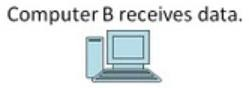 Computer B receives data.